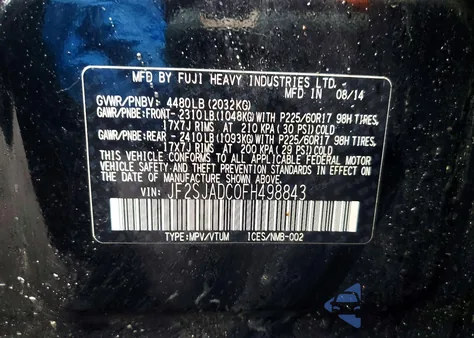 MFD BY FUJI HEAVY INDUSTRIES LTD.
MFD IN 08/14
GVWR/PNBV: 4480LB(2032KG)
GAWR/PNBE:FRONT-2310LB(1048KG)WITH P225/60R17 98H TIRES,
17X7J RIMS AT 210 KPA(30 PSI)COLD
GAWR/PNBE:REAR -2410LB(1093KG)WITH P225/60R17 98H TIRES,
17X7J RIMS AT 200 KPA(29 PSI)COLD
THIS VEHICLE CONFORMS TO ALL APPLICABLE FEDERAL MOTOR
VEHICLE SAFETY AND BUMPER STANDARDS IN EFFECT ON THE
DATE OF MANUFACTURE SHOWN ABOVE.
VIN: JF2SJADC0FH498843
TYPE:MPV/VTUM ICES/NMB-002